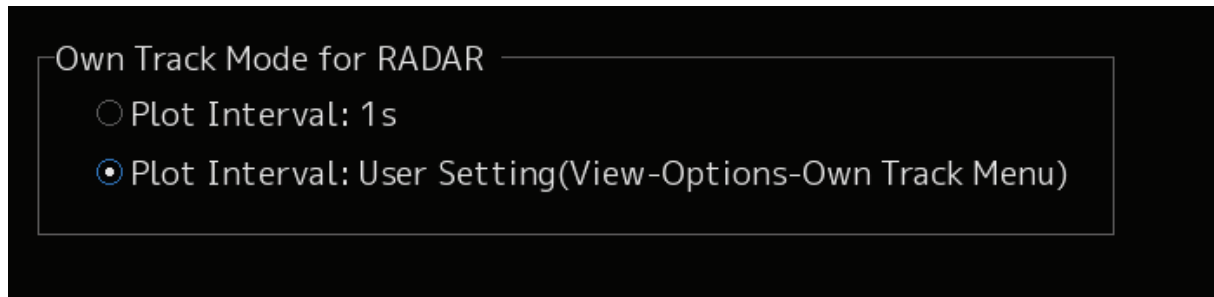 Own Track Mode for RADAR
Plot Interval: 1s
Plot Interval: User Setting(View-Options-Own Track Menu)